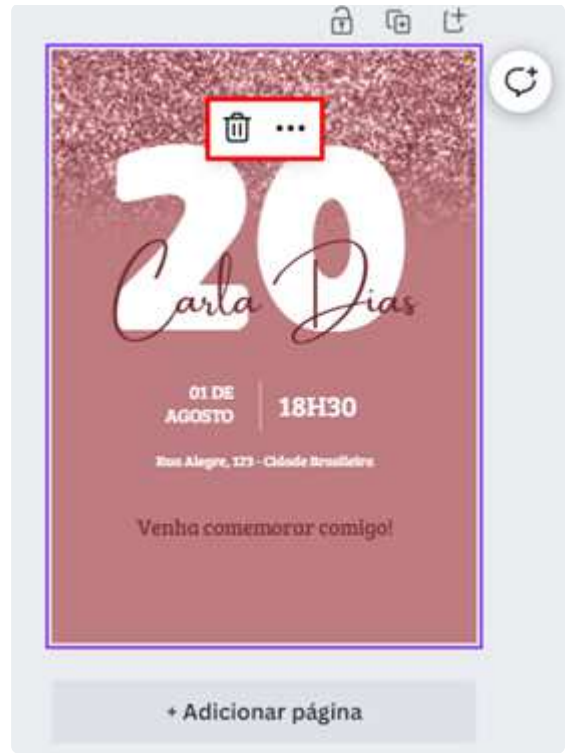 20
Carla Dias
01 DE
AGOSTO
18H30
Rua Alegre, 123 - Cidade Brasileira
Venha comemorar comigo!
+ Adicionar página